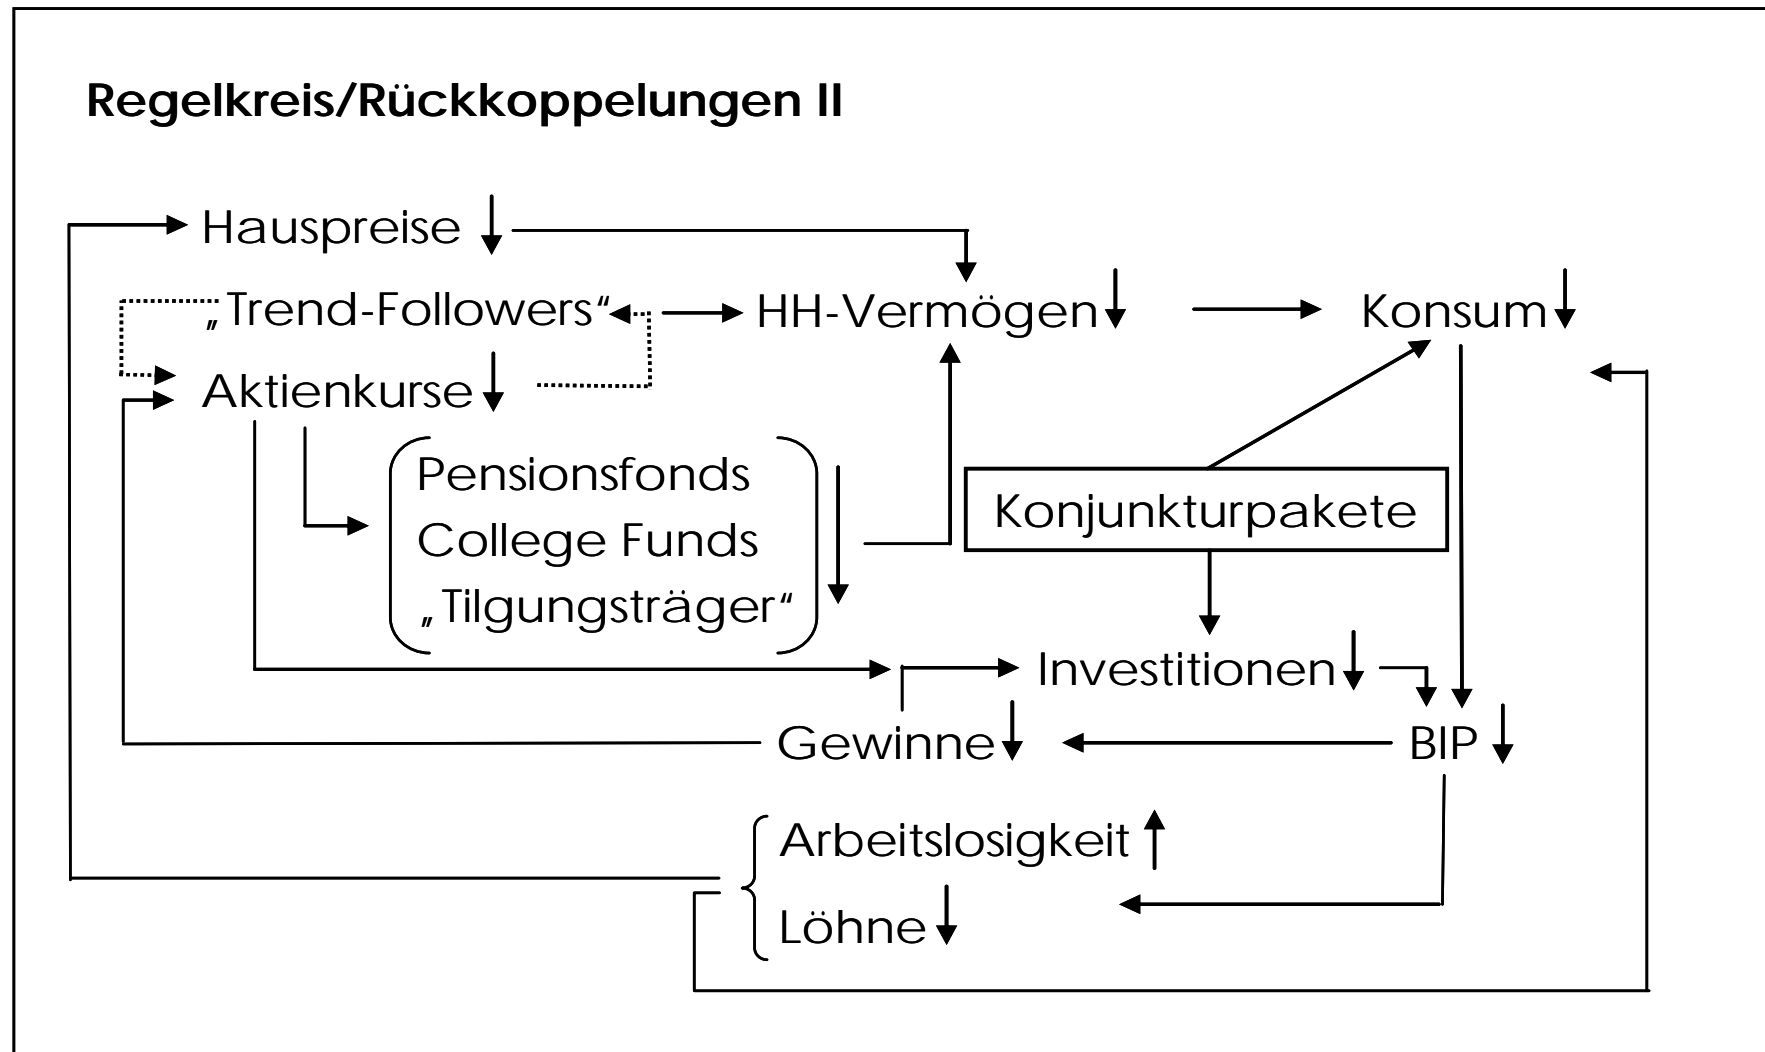 Regelkreis/Rückkoppelungen II
Hauspreise
„Trend-Followers“
HH-Vermögen
Konsum
Aktienkurse
Pensionsfonds
College Funds
„Tilgungsträger“
Konjunkturpakete
Investitionen
Gewinne
BIP
Arbeitslosigkeit
Löhne